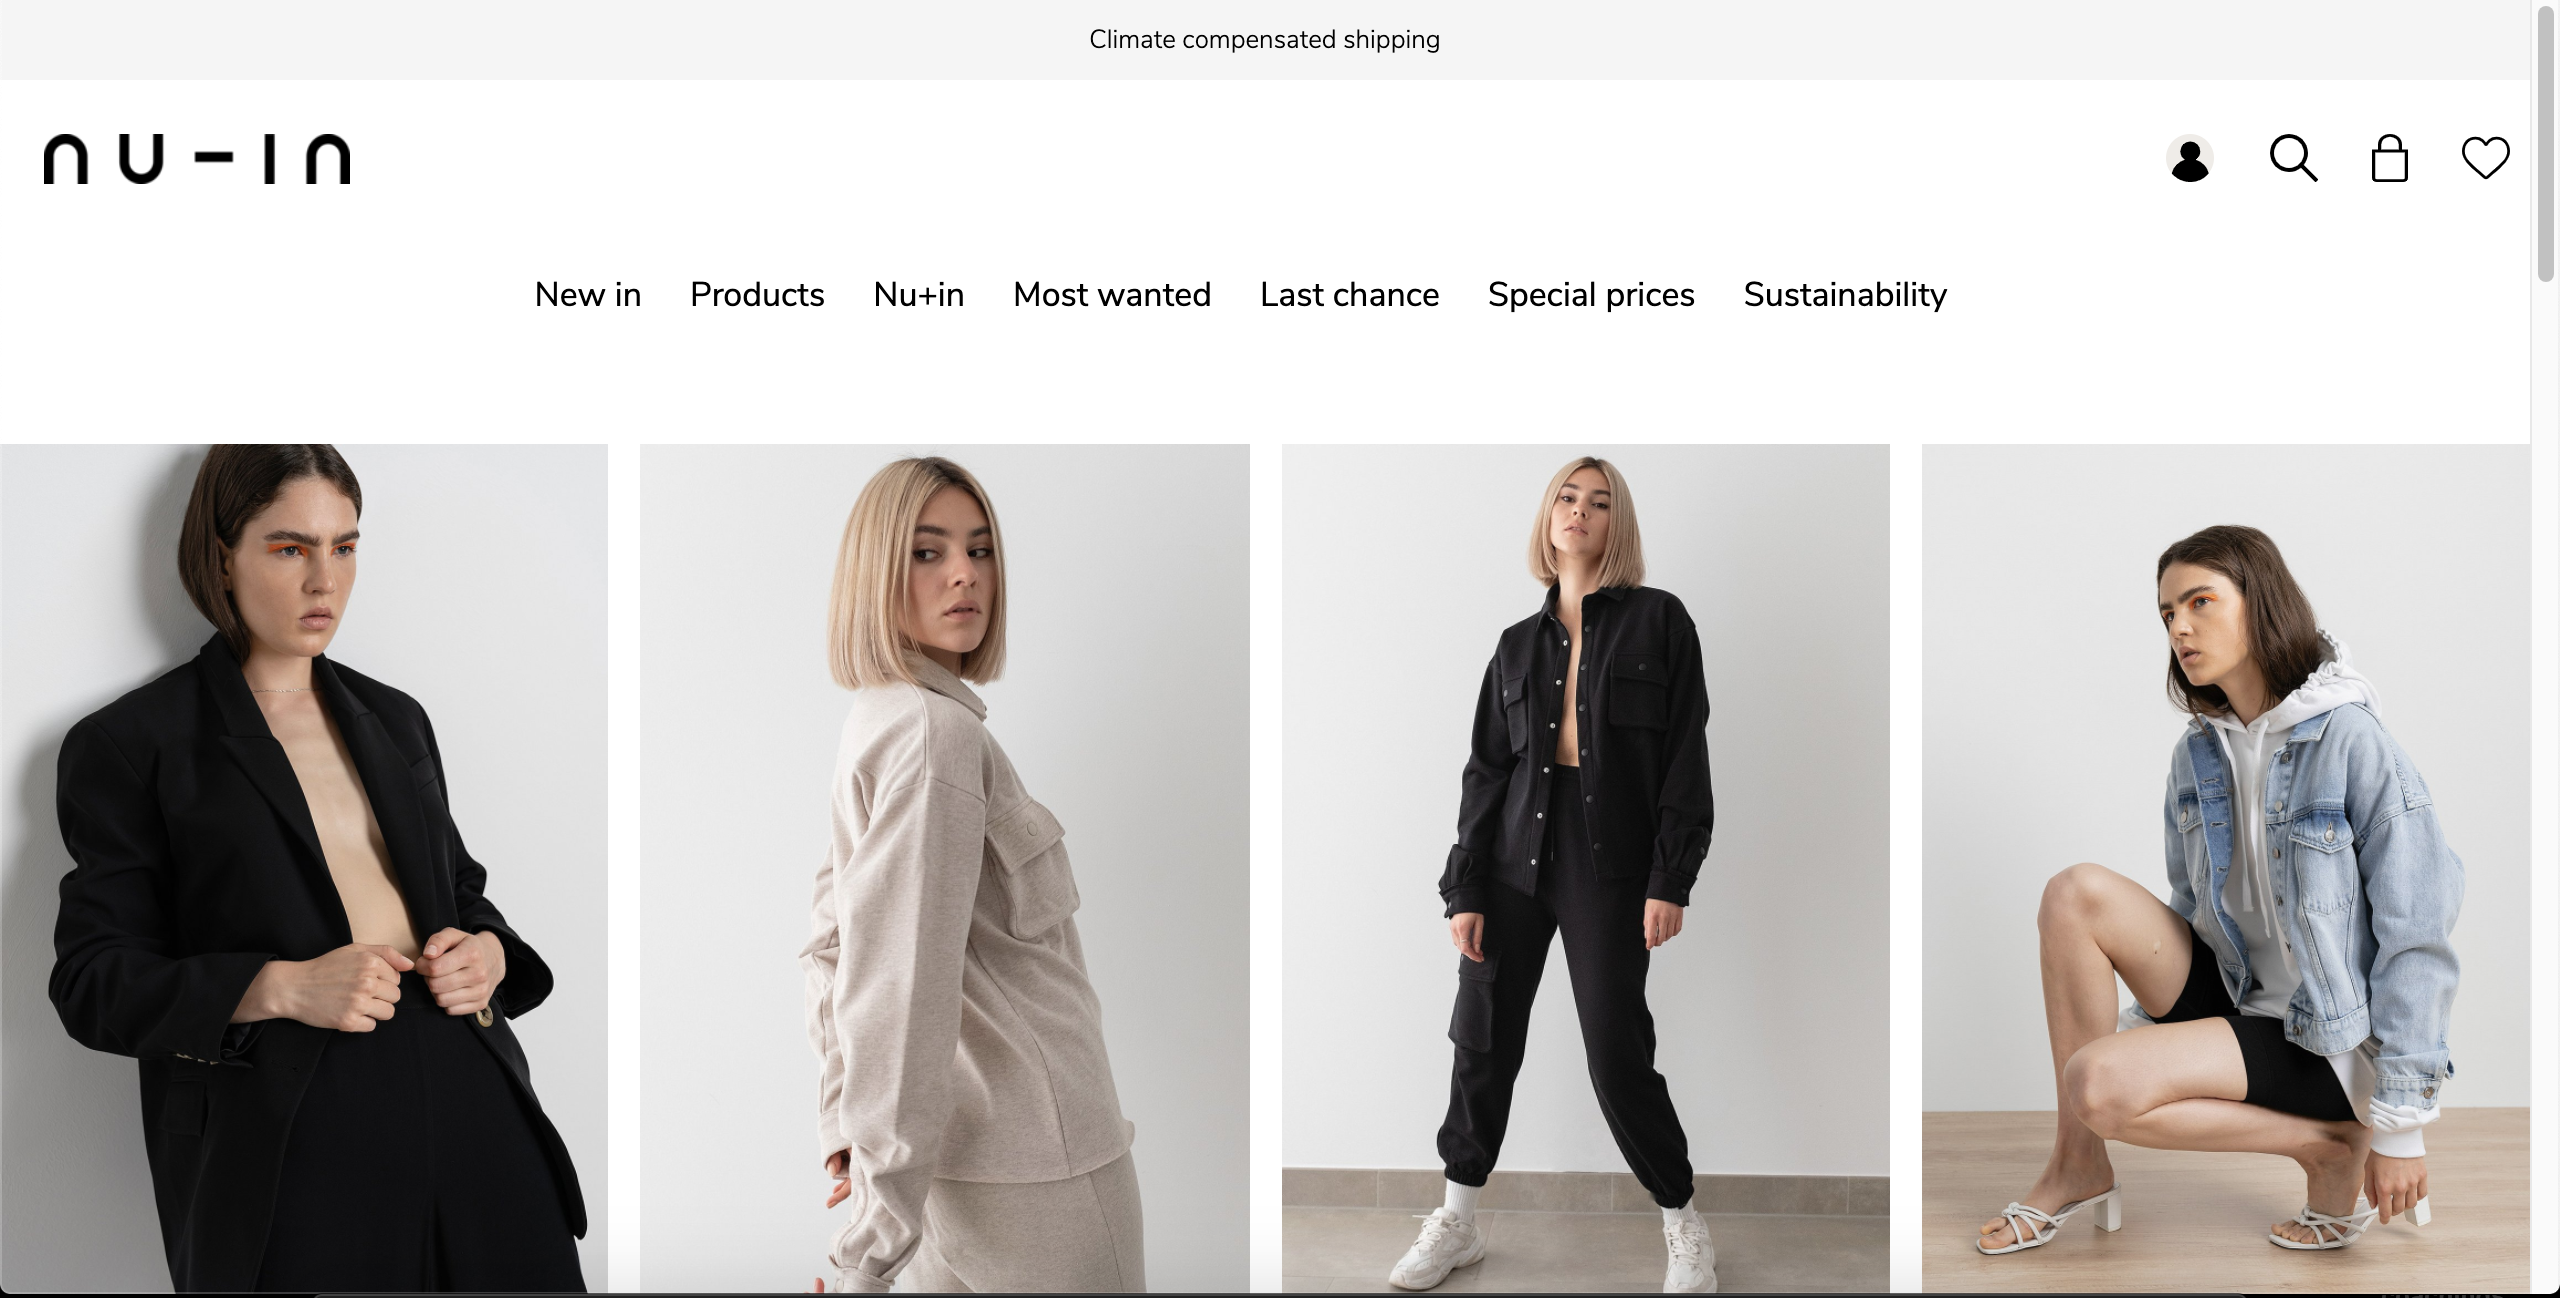 Climate compensated shipping
nu-in
New in Products Nu+in Most wanted Last chance Special prices Sustainability